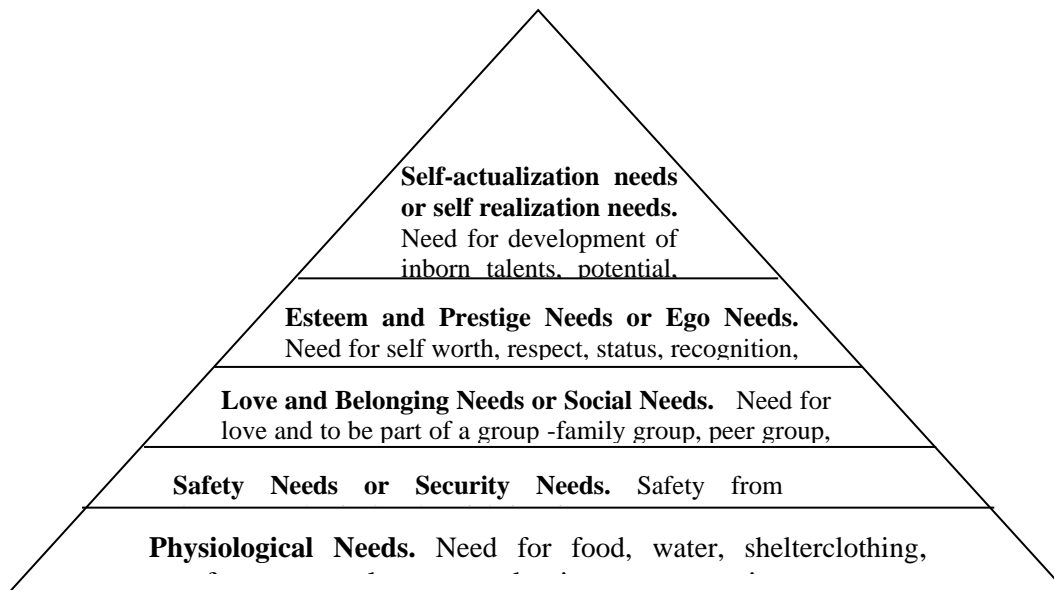 Self-actualization needs
or self realization needs.
Need for development of
inborn talents, potential,
Esteem and Prestige Needs or Ego Needs.
Need for self worth, respect, status, recognition,
Love and Belonging Needs or Social Needs. Need for
love and to be part of a group -family group, peer group,
Safety Needs or Security Needs. Safety from
Physiological Needs. Need for food, water, shelterclothing,